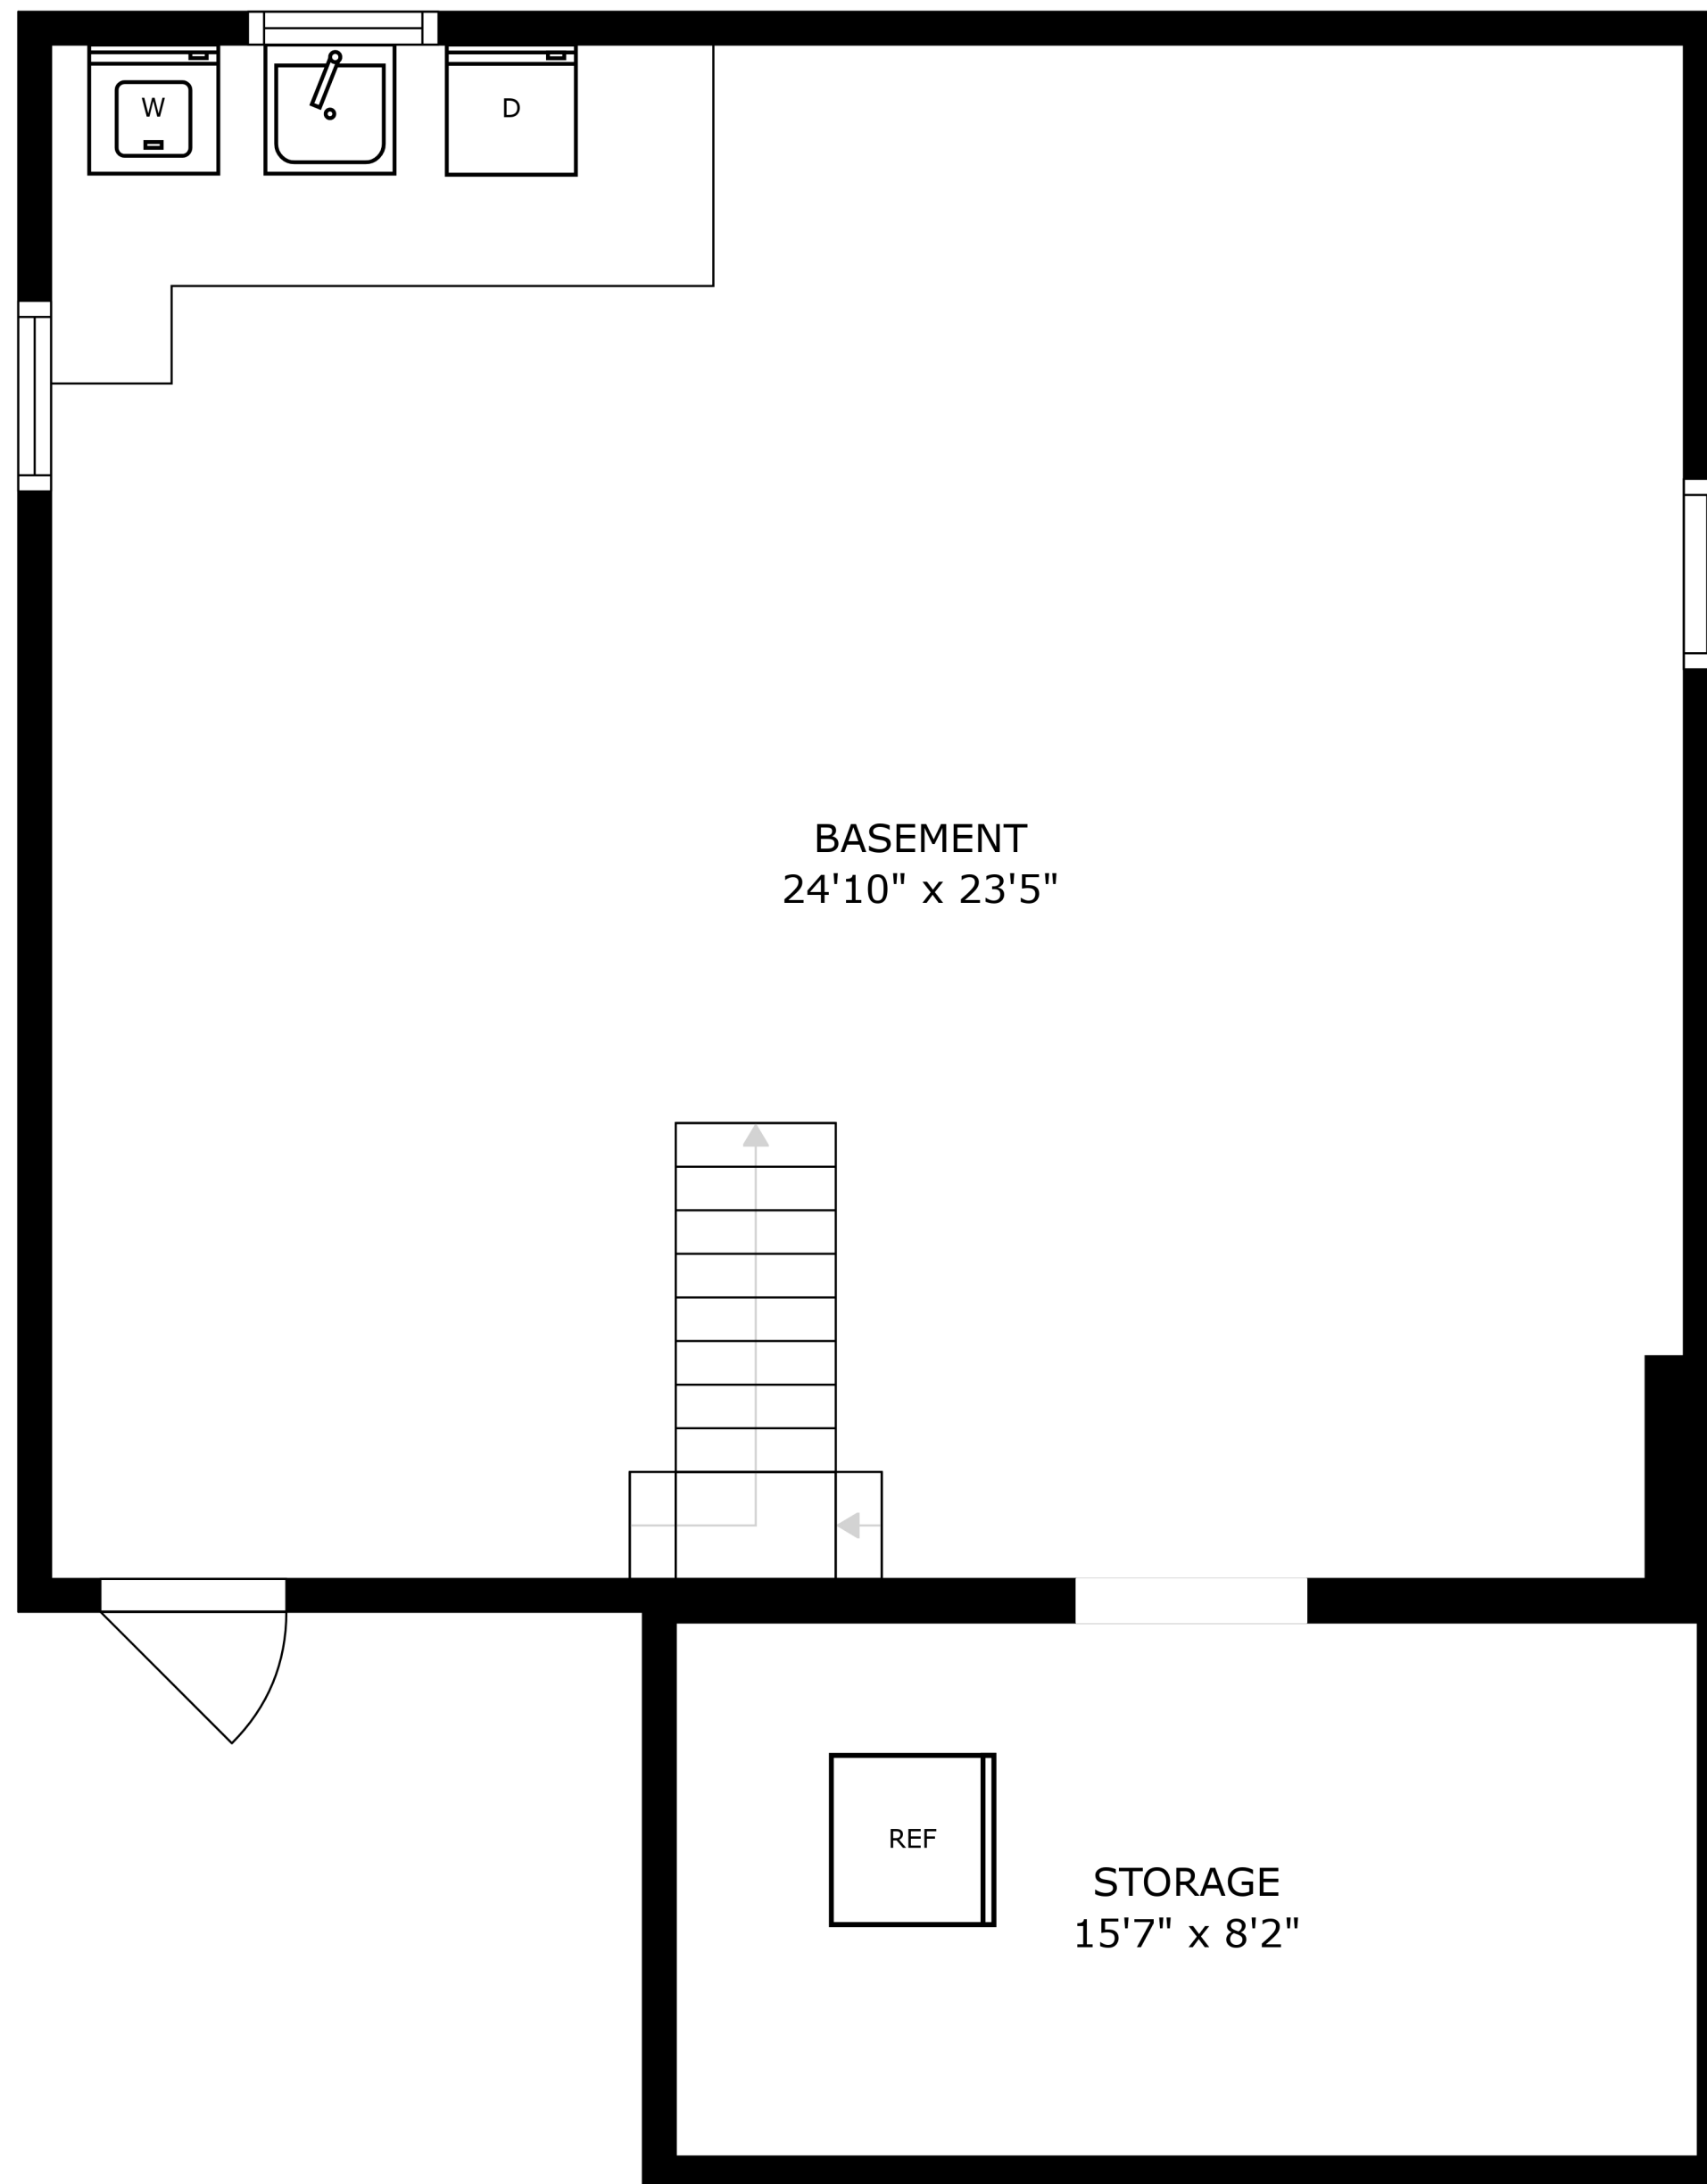 W
D
BASEMENT
24'10" x 23'5"
REF
STORAGE
15'7" x 8'2"